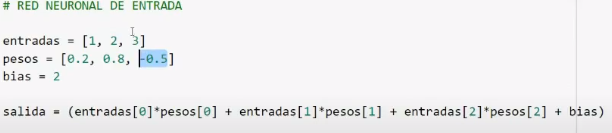 # RED NEURONAL DE ENTRADA
entradas = [1, 2, 3]
pesos = [0.2, 0.8, -0.5]
bias = 2
salida = (entradas[0]*pesos[0] + entradas[1]*pesos[1] + entradas[2]*pesos[2] + bias)